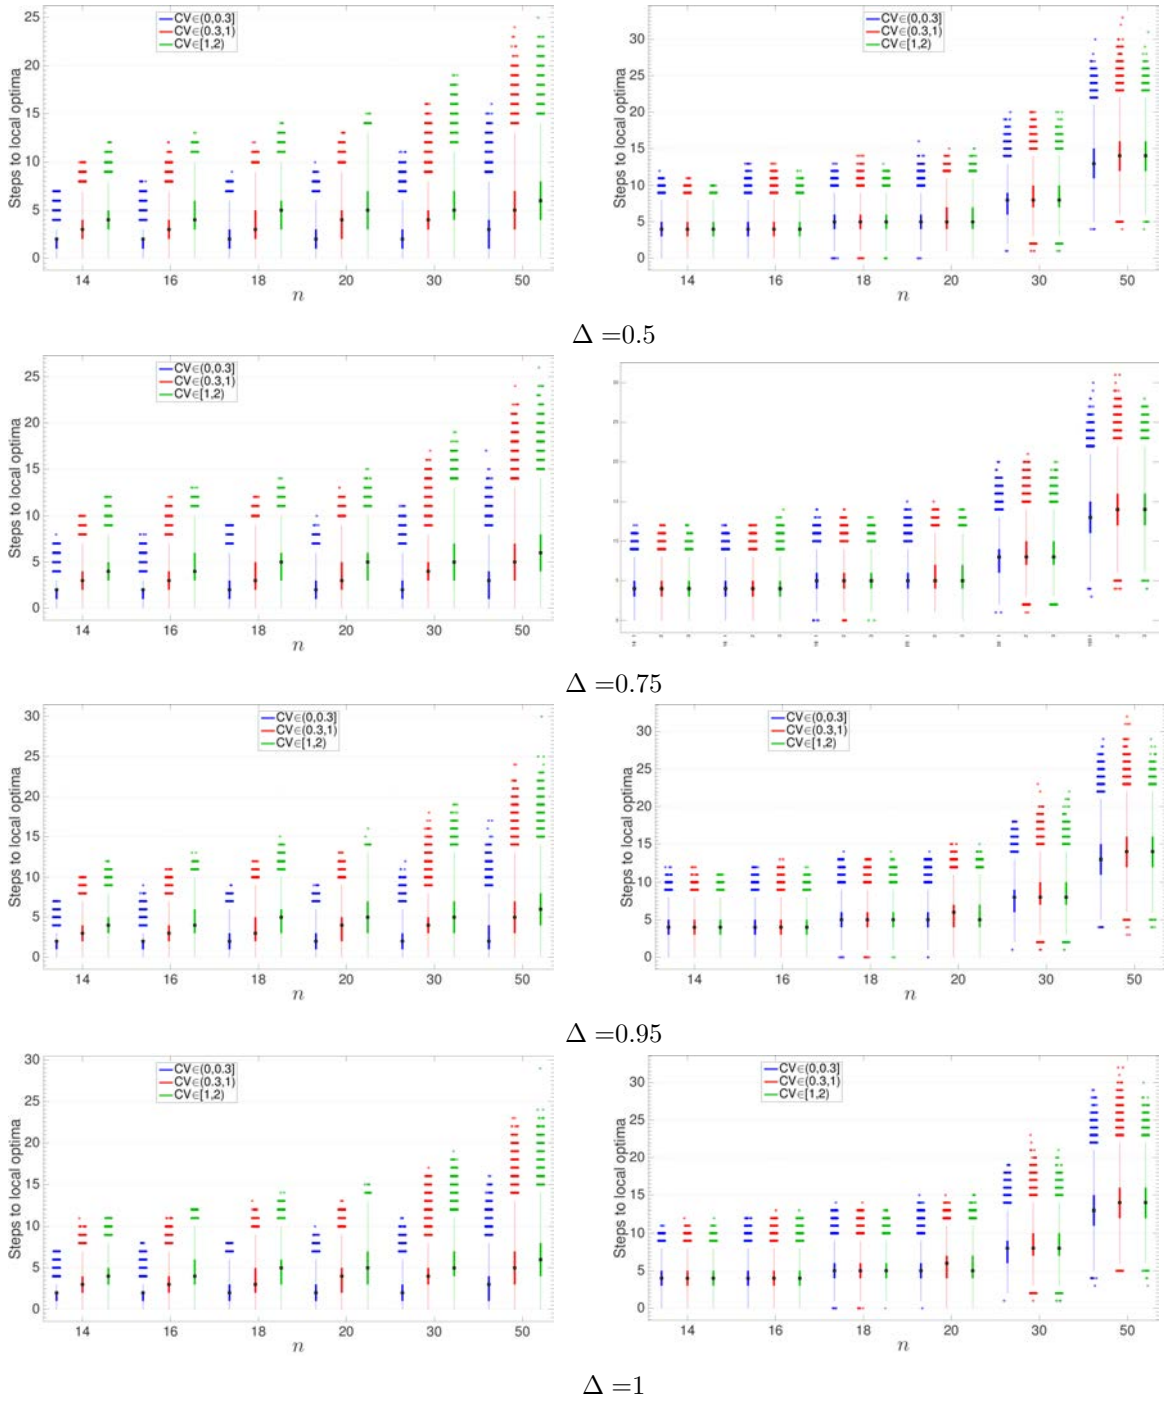 CV∈(0,0.3]
CV∈(0.3,1)
CV∈[1,2)
Steps to local optima
25
20
15
10
5
0
14 16 18 20 30 50
n
CV∈(0,0.3]
CV∈(0.3,1)
CV∈[1,2)
Steps to local optima
30
25
20
15
10
5
0
14 16 18 20 30 50
n
Δ =0.5
CV∈(0,0.3]
CV∈(0.3,1)
CV∈[1,2)
Steps to local optima
25
20
15
10
5
0
14 16 18 20 30 50
n
Δ =0.75
CV∈(0,0.3]
CV∈(0.3,1)
CV∈[1,2)
Steps to local optima
30
25
20
15
10
5
0
14 16 18 20 30 50
n
CV∈(0,0.3]
CV∈(0.3,1)
CV∈[1,2)
Steps to local optima
30
25
20
15
10
5
0
14 16 18 20 30 50
n
Δ =0.95
CV∈(0,0.3]
CV∈(0.3,1)
CV∈[1,2)
Steps to local optima
30
25
20
15
10
5
0
14 16 18 20 30 50
n
CV∈(0,0.3]
CV∈(0.3,1)
CV∈[1,2)
Steps to local optima
30
25
20
15
10
5
0
14 16 18 20 30 50
n
Δ =1